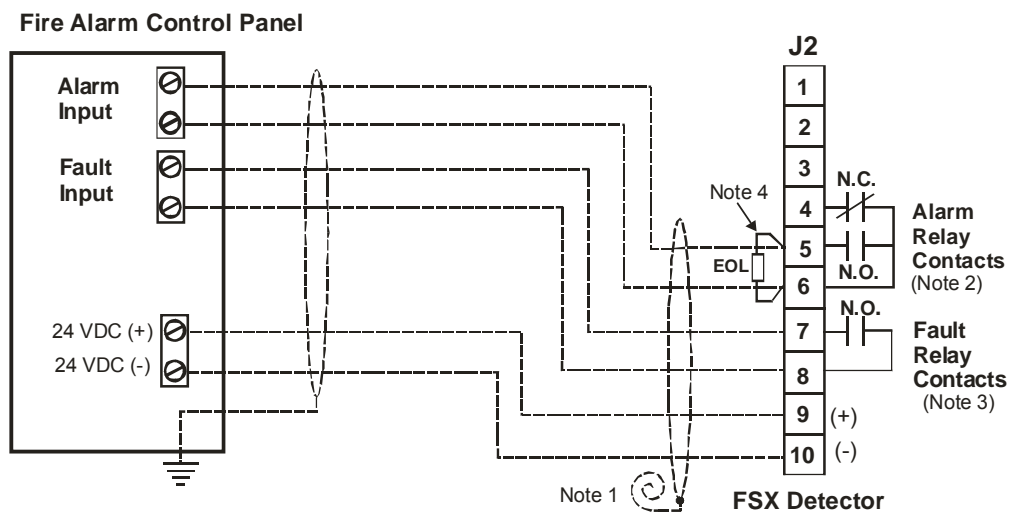 Fire Alarm Control Panel
Alarm
Input
Fault
Input
24 VDC (+)
24 VDC (-)
Note 1
Note 4
EOL
J2
1
2
3
4
5
6
7
8
9
10
(+)
(-)
N.C.
N.O.
N.O.
Alarm
Relay
Contacts
(Note 2)
Fault
Relay
Contacts
(Note 3)
FSX Detector